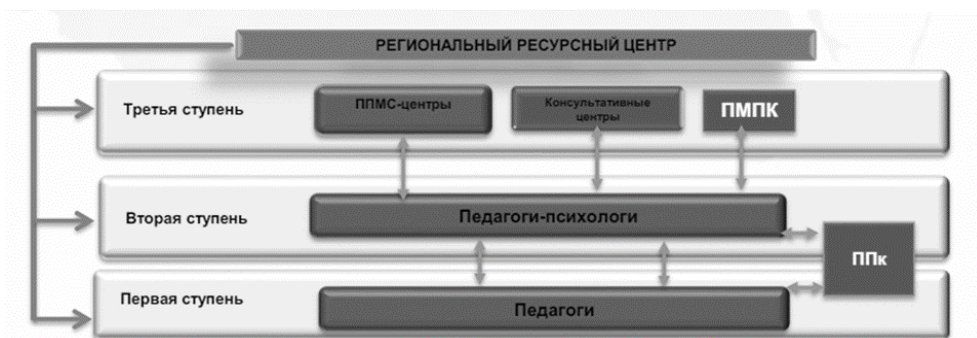 РЕГИОНАЛЬНЫЙ РЕСУРСНЫЙ ЦЕНТР
Третья ступень
ППМС-центры
Консультативные
центры
ПМПК
Вторая ступень
Педагоги-психологи
ППк
Первая ступень
Педагоги